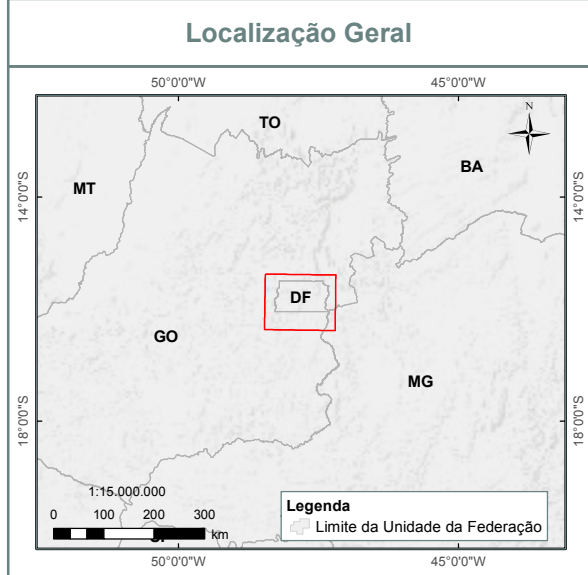 Localização Geral
50°0'0"W 45°0'0"W
N
TO
BA
MT
14°0'0"S 14°0'0"S
DF
GO
MG
18°0'0"S 18°0'0"S
1:15.000.000
0 100 200 300
km
Legenda
Limite da Unidade da Federação
50°0'0"W 45°0'0"W